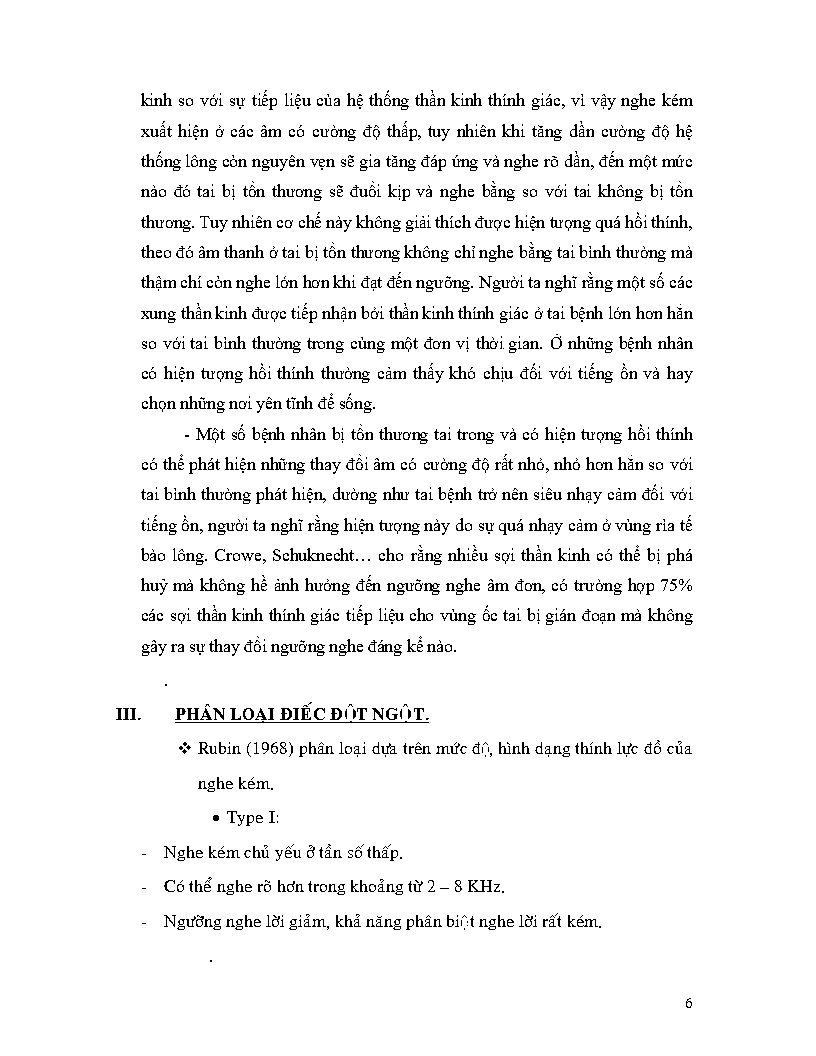 kinh so với sự tiếp liệu của hệ thống thần kinh thính giác, vì vậy nghe kém
xuất hiện ở các âm có cường độ thấp, tuy nhiên khi tăng dần cường độ hệ
thống lông còn nguyên vẹn sẽ gia tăng đáp ứng và nghe rõ dần, đến một mức
nào đó tai bị tổn thương sẽ đuổi kịp và nghe bằng so với tai không bị tổn
thương. Tuy nhiên cơ chế này không giải thích được hiện tượng quá hồi thính,
theo đó âm thanh ở tai bị tổn thương không chỉ nghe bằng tai bình thường mà
thậm chí còn nghe lớn hơn khi đạt đến ngưỡng. Người ta nghĩ rằng một số các
xung thần kinh được tiếp nhận bởi thần kinh thính giác ở tai bệnh lớn hơn hẳn
so với tai bình thường trong cùng một đơn vị thời gian. Ở những bệnh nhân
có hiện tượng hồi thính thường cảm thấy khó chịu đối với tiếng ồn và hay
chọn những nơi yên tĩnh để sống.
- Một số bệnh nhân bị tổn thương tai trong và có hiện tượng hồi thính
có thể phát hiện những thay đổi âm có cường độ rất nhỏ, nhỏ hơn hẳn so với
tai bình thường phát hiện, dường như tai bệnh trở nên siêu nhạy cảm đối với
tiếng ồn, người ta nghĩ rằng hiện tượng này do sự quá nhạy cảm ở vùng rìa tế
bào lông. Crowe, Schuknecht… cho rằng nhiều sợi thần kinh có thể bị phá
huỷ mà không hề ảnh hưởng đến ngưỡng nghe âm đơn, có trường hợp 75%
các sợi thần kinh thính giác tiếp liệu cho vùng ốc tai bị gián đoạn mà không
gây ra sự thay đổi ngưỡng nghe đáng kể nào.
.
III. PHÂN LOẠI ĐIẾC ĐỘT NGỘT.
❖ Rubin (1968) phân loại dựa trên mức độ, hình dạng thính lực đồ của
nghe kém.
• Type I:
- Nghe kém chủ yếu ở tần số thấp.
- Có thể nghe rõ hơn trong khoảng từ 2 – 8 KHz.
- Ngưỡng nghe lời giảm, khả năng phân biệt nghe lời rất kém.
.
6